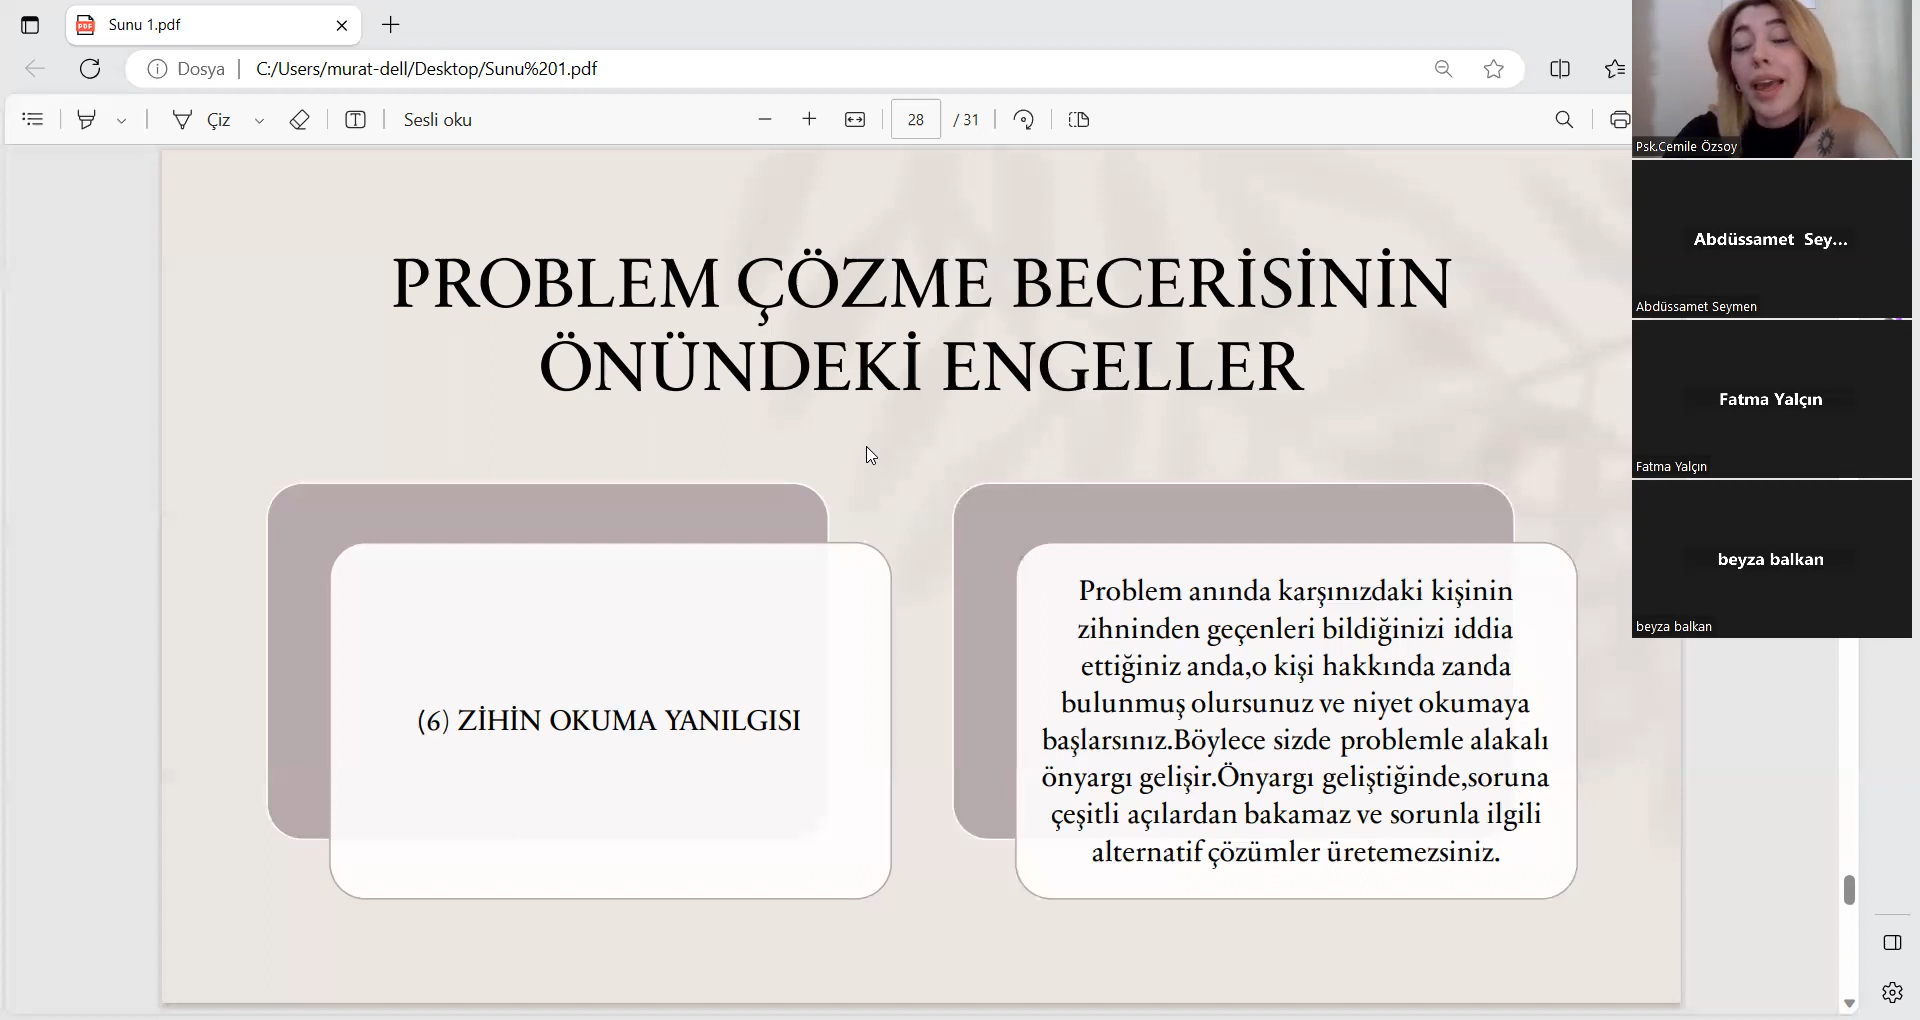 Sunu 1.pdf
Dosya
C:/Users/murat-dell/Desktop/Sunu%201.pdf
Çiz
Sesli oku
28 / 31
PROBLEM ÇÖZME BECERİSİNİN
ÖNÜNDEKİ ENGELLER
(6) ZİHİN OKUMA YANILGISI
Problem anında karşınızdaki kişinin
zihninden geçenleri bildiğinizi iddia
ettiğiniz anda,o kişi hakkında zanda
bulunmuş olursunuz ve niyet okumaya
başlarsınız.Böylece sizde problemle alakalı
önyargı gelişir.Önyargı geliştiğinde,soruna
çeşitli açılardan bakamaz ve sorunla ilgili
alternatif çözümler üretemezsiniz.
Psk.Cemile Özsoy
Abdüssamet Sey...
Abdüssamet Seymen
Fatma Yalçın
Fatma Yalçın
beyza balkan
beyza balkan